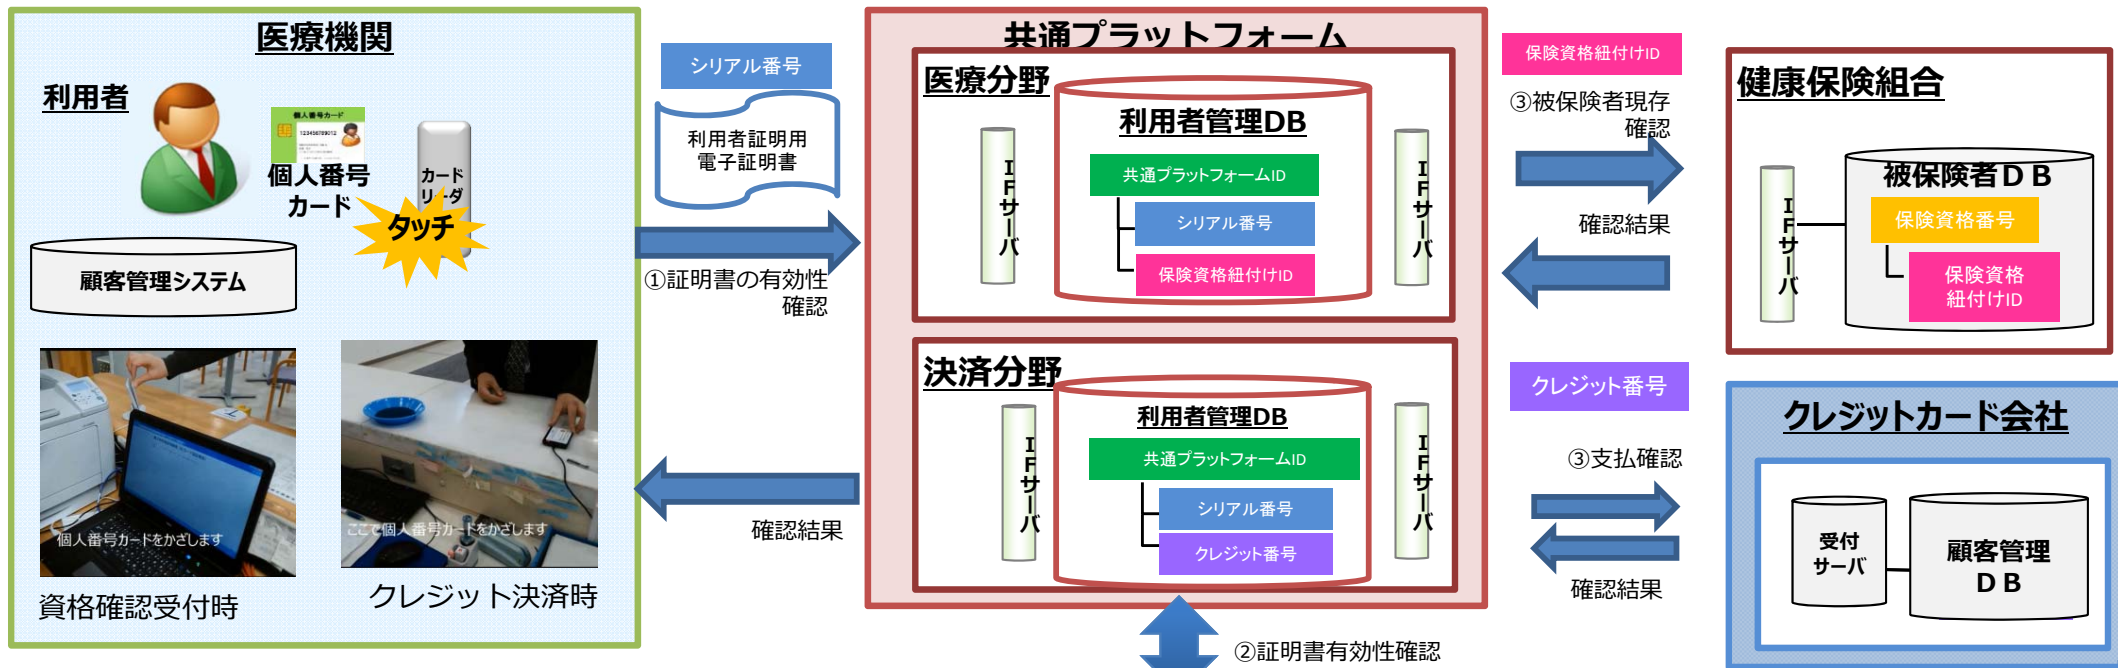 医療機関
利用者
個人番号カード
123456789012
個人番号
カード
カード
リーダ
タッチ
顧客管理システム
個人番号カードをかざします
資格確認受付時
ここで個人番号カードをかざします
クレジット決済時
シリアル番号
利用者証明用
電子証明書
①証明書の有効性
確認
確認結果
共通プラットフォーム
医療分野
IFサーバ
利用者管理DB
共通プラットフォームID
シリアル番号
保険資格紐付けID
IFサーバ
決済分野
IFサーバ
利用者管理DB
共通プラットフォームID
シリアル番号
クレジット番号
IFサーバ
②証明書有効性確認
保険資格紐付けID
③被保険者現存
確認
確認結果
健康保険組合
IFサーバ
被保険者DB
保険資格番号
保険資格
紐付けID
クレジット番号
③支払確認
確認結果
クレジットカード会社
受付
サーバ
顧客管理
DB